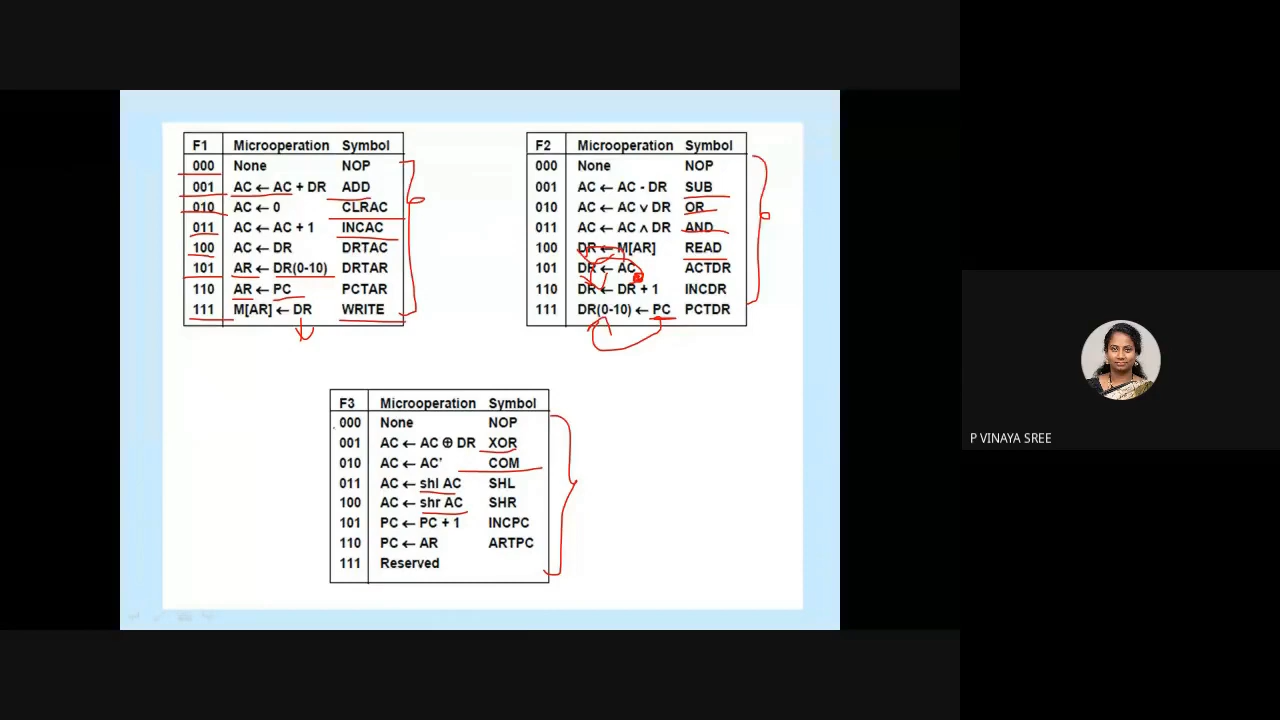 F1 Microoperation Symbol
000 None NOP
001 AC ← AC + DR ADD
010 AC ← 0 CLRAC
011 AC ← AC + 1 INCAC
100 AC ← DR DRTAC
101 AR ← DR(0-10) DRTAR
110 AR ← PC PCTAR
111 M[AR] ← DR WRITE
F2 Microoperation Symbol
000 None NOP
001 AC ← AC - DR SUB
010 AC ← AC ∨ DR OR
011 AC ← AC ∧ DR AND
100 DR ← M[AR] READ
101 DR ← AC ACTDR
110 DR ← DR + 1 INCDR
111 DR(0-10) ← PC PCTDR
F3 Microoperation Symbol
000 None NOP
001 AC ← AC ⊕ DR XOR
010 AC ← AC’ COM
011 AC ← shl AC SHL
100 AC ← shr AC SHR
101 PC ← PC + 1 INCPC
110 PC ← AR ARTPC
111 Reserved
P VINAYA SREE